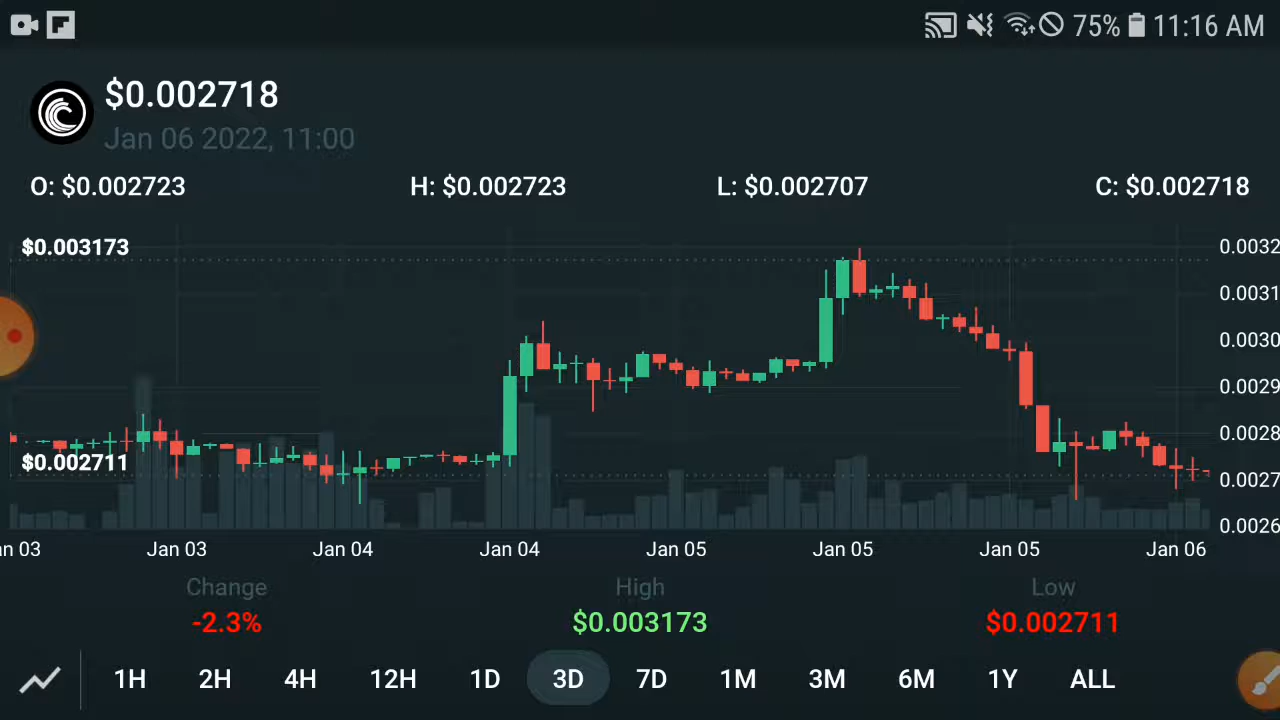 75% 11:16 AM
$0.002718
Jan 06 2022, 11:00
O: $0.002723 H: $0.002723 L: $0.002707 C: $0.002718
$0.003173
0.0032
0.0031
0.0030
0.0029
0.0028
$0.002711
0.0027
0.0026
an 03 Jan 03 Jan 04 Jan 04 Jan 05 Jan 05 Jan 05 Jan 06
Change High Low
-2.3% $0.003173 $0.002711
1H 2H 4H 12H 1D 3D 7D 1M 3M 6M 1Y ALL